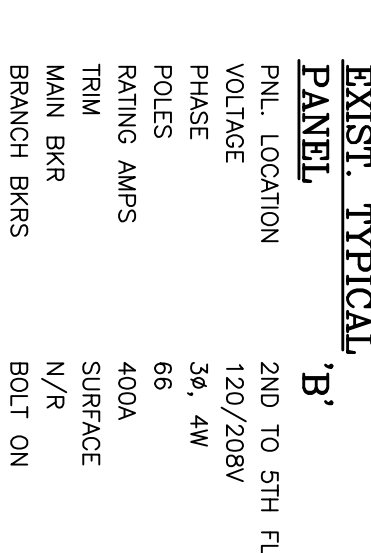 EXIST. TYPICAL
PANEL 'B'
PNL. LOCATION 2ND TO 5TH FL
VOLTAGE 120/208V
PHASE 3ø, 4W
POLES 66
RATING AMPS 400A
TRIM SURFACE
MAIN BKR N/R
BRANCH BKRS BOLT ON